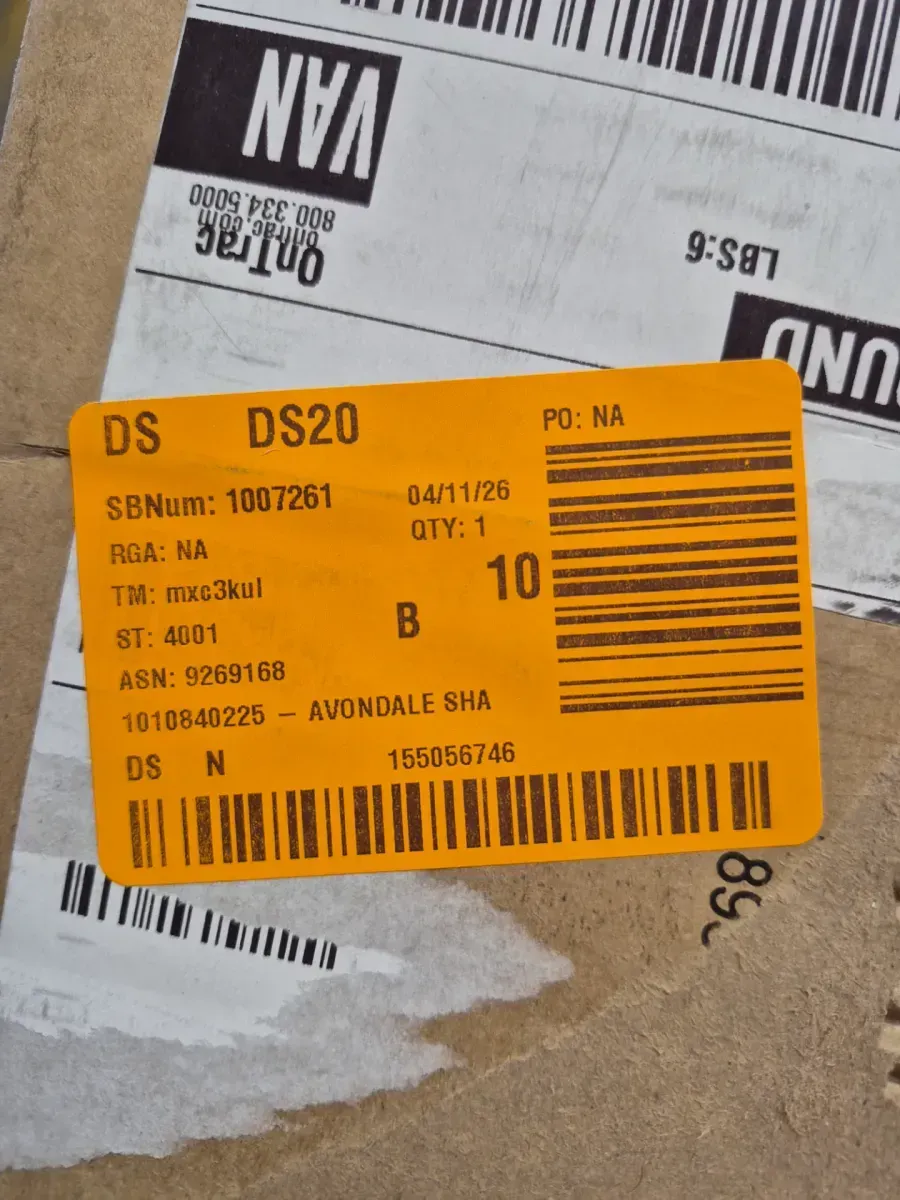 VAN
800.334.5000
ontrac.com
OnTrac
LBS:6
DS DS20
PO: NA
SBNum: 1007261 04/11/26
RGA: NA QTY: 1
TM: mxc3kul 10
ST: 4001 B
ASN: 9269168
1010840225 – AVONDALE SHA
DS N 155056746